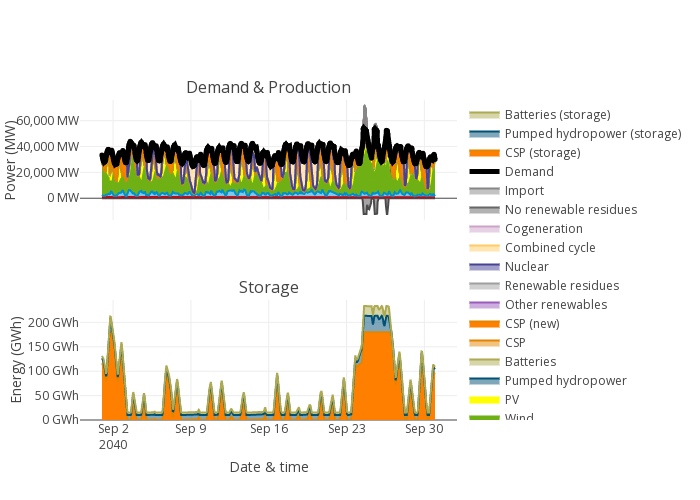 Demand & Production
Power (MW)
60,000 MW
40,000 MW
20,000 MW
0 MW
Storage
Energy (GWh)
200 GWh
150 GWh
100 GWh
50 GWh
0 GWh
Sep 2
2040
Sep 9
Sep 16
Sep 23
Sep 30
Date & time
Batteries (storage)
Pumped hydropower (storage)
CSP (storage)
Demand
Import
No renewable residues
Cogeneration
Combined cycle
Nuclear
Renewable residues
Other renewables
CSP (new)
CSP
Batteries
Pumped hydropower
PV
Wind